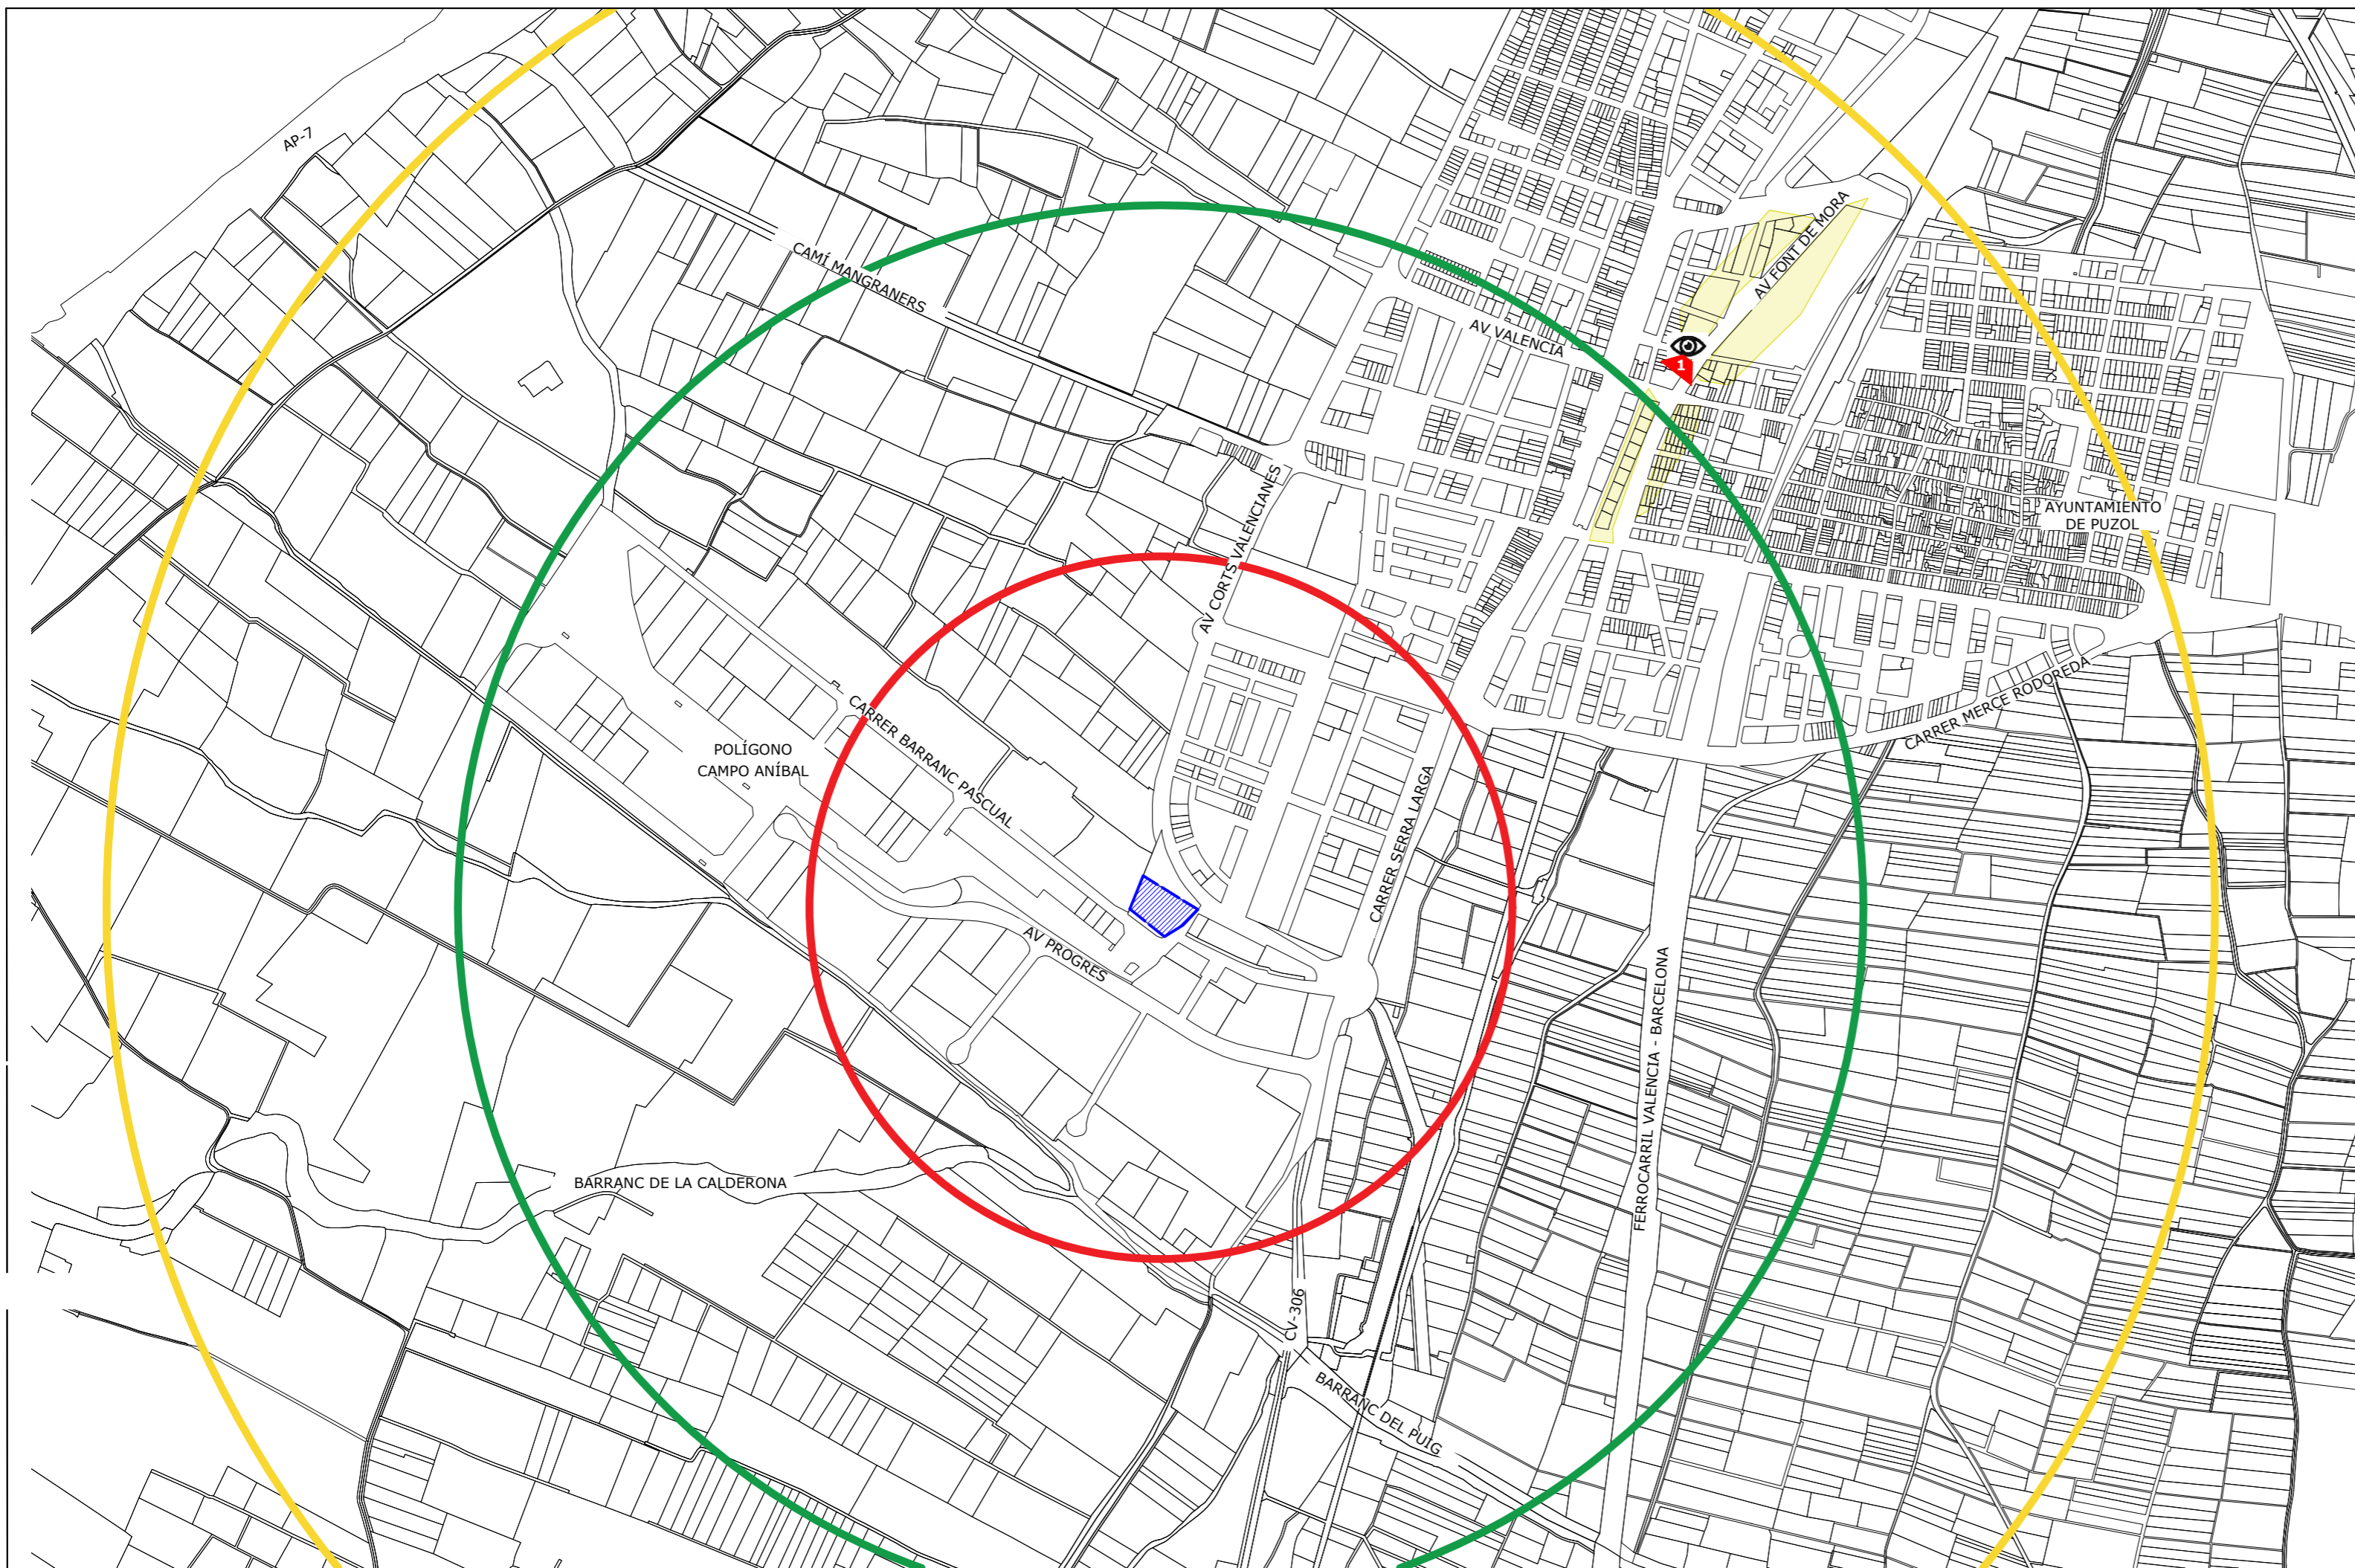 AP-7
CAMÍ MANGRANERS
AV FONT DE MORA
AV VALENCIA
1
AV CORTS VALENCIANES
AYUNTAMIENTO
DE PUZOL
CARRER MERCE RODOREDA
CARRER BARRANC PASCUAL
POLÍGONO
CAMPO ANÍBAL
CARRER SERRA LARGA
AV PROGRES
FERROCARRIL VALENCIA - BARCELONA
BARRANC DE LA CALDERONA
CV-306
BARRANC DEL PUIG